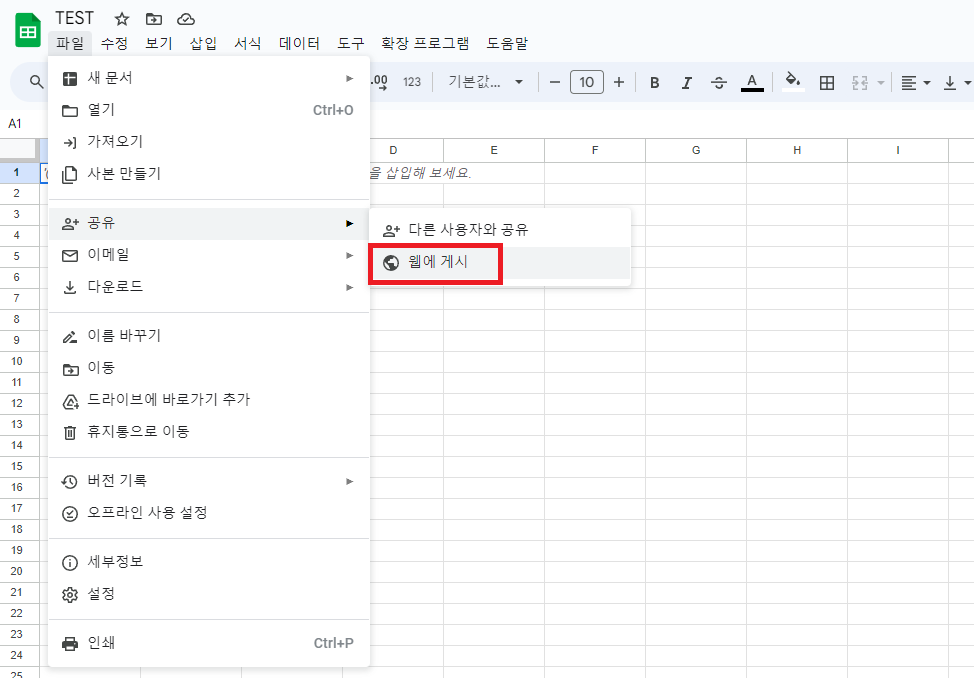 TEST
파일 수정 보기 삽입 서식 데이터 도구 확장 프로그램 도움말
.00 123 기본값... 10 B I A
A1
D E F G H I
새 문서
열기 Ctrl+O
가져오기
사본 만들기
을 삽입해 보세요.
공유
이메일
다운로드
다른 사용자와 공유
웹에 게시
이름 바꾸기
이동
드라이브에 바로가기 추가
휴지통으로 이동
버전 기록
오프라인 사용 설정
세부정보
설정
인쇄 Ctrl+P
1
2
3
4
5
6
7
8
9
10
11
12
13
14
15
16
17
18
19
20
21
22
23
24
25